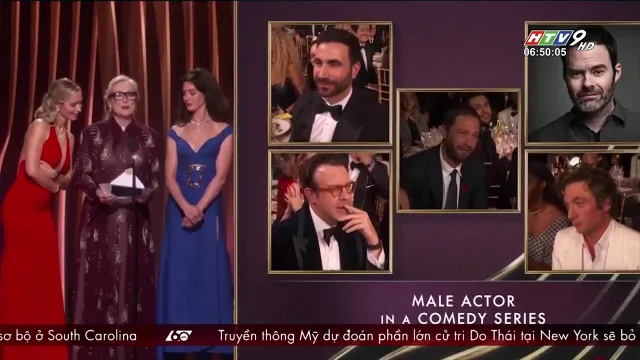 HTV9 HD
06:50:05
MALE ACTOR
IN A COMEDY SERIES
sơ bộ ở South Carolina 60 Truyền thông Mỹ dự đoán phần lớn cử tri Do Thái tại New York sẽ bỏ